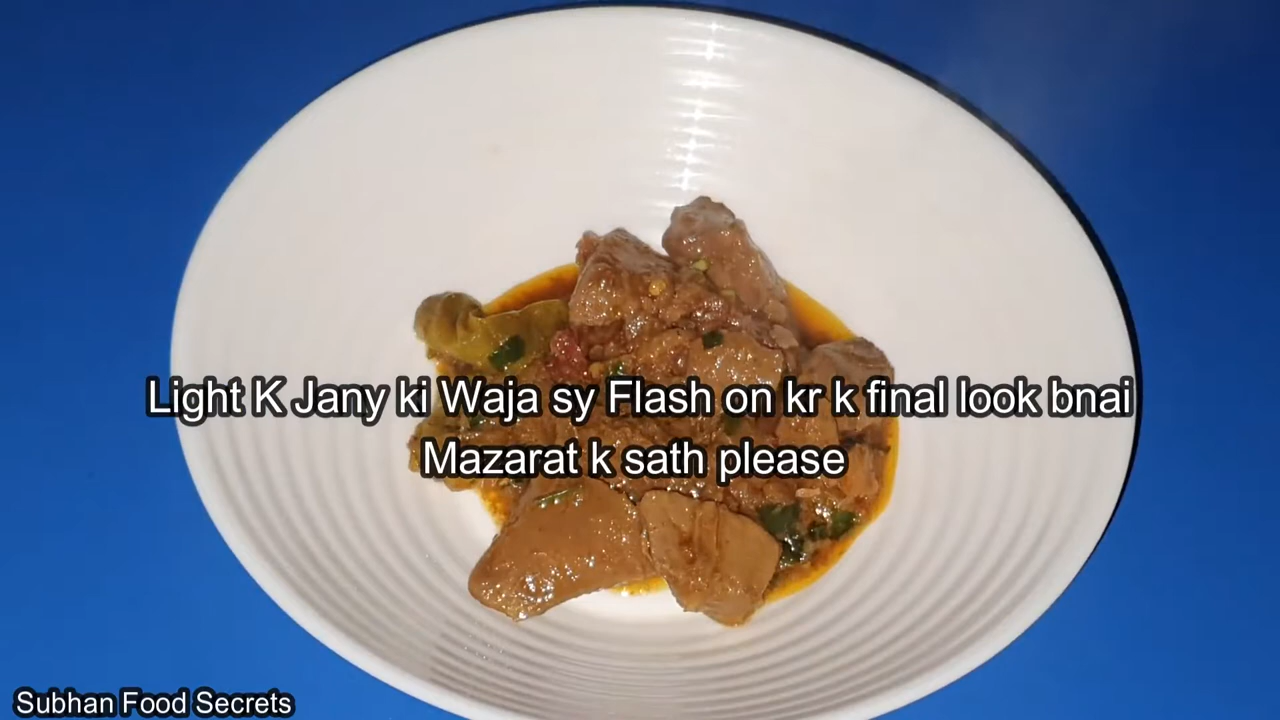 Light K Jany ki Waja sy Flash on kr k final look bnai
Mazarat k sath please
Subhan Food Secrets